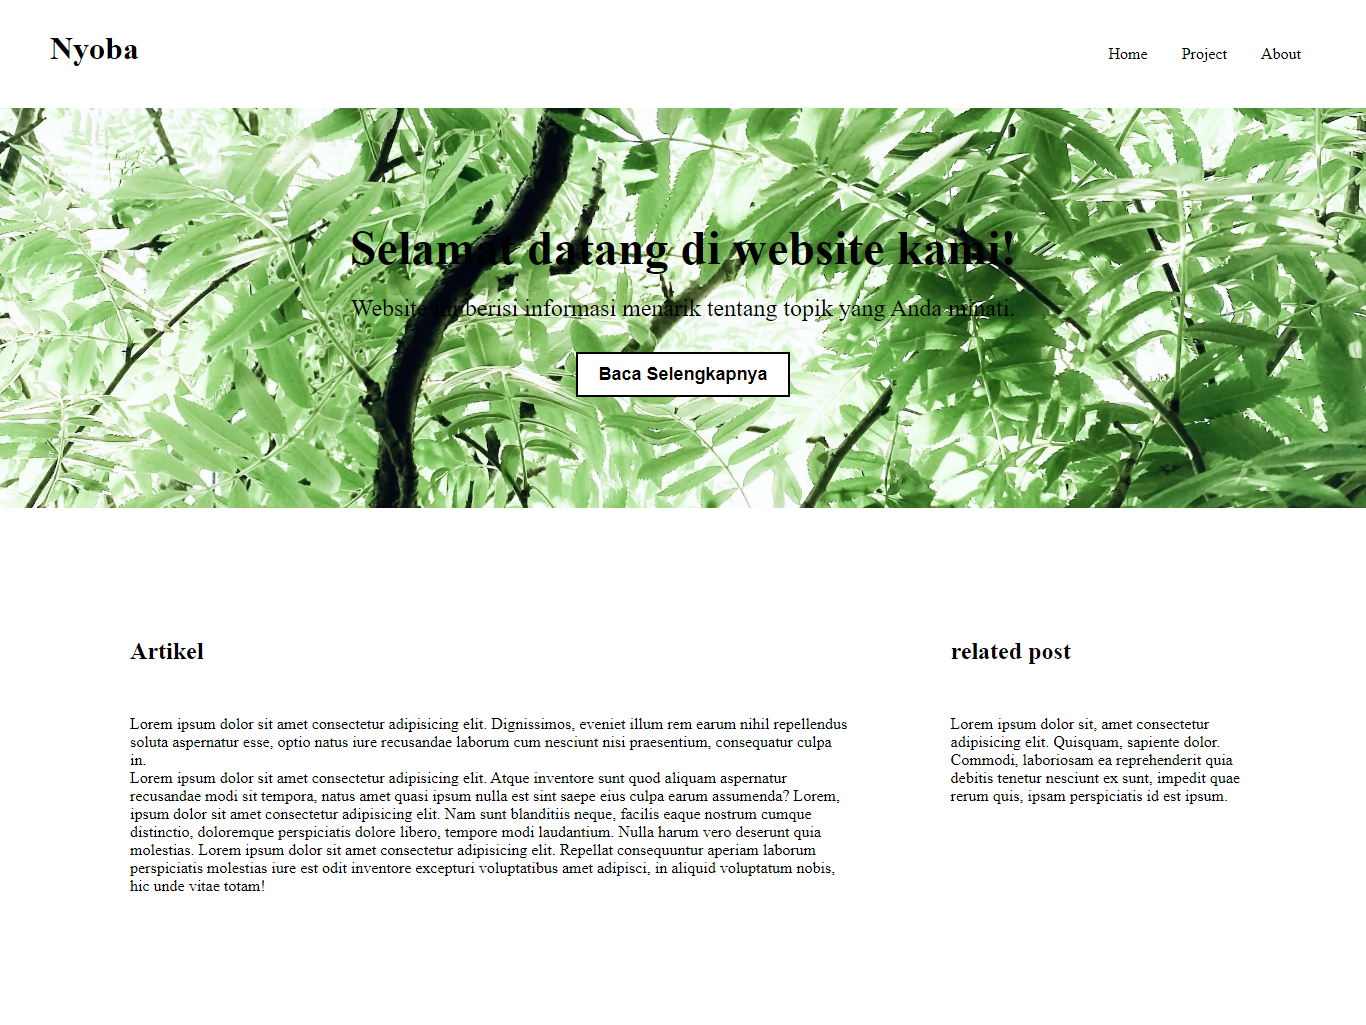 Nyoba
Home Project About
Selamat datang di website kami!
Website ini berisi informasi menarik tentang topik yang Anda minati.
Baca Selengkapnya
Artikel
Lorem ipsum dolor sit amet consectetur adipisicing elit. Dignissimos, eveniet illum rem earum nihil repellendus
soluta aspernatur esse, optio natus iure recusandae laborum cum nesciunt nisi praesentium, consequatur culpa
in.
Lorem ipsum dolor sit amet consectetur adipisicing elit. Atque inventore sunt quod aliquam aspernatur
recusandae modi sit tempora, natus amet quasi ipsum nulla est sint saepe eius culpa earum assumenda? Lorem,
ipsum dolor sit amet consectetur adipisicing elit. Nam sunt blanditiis neque, facilis eaque nostrum cumque
distinctio, doloremque perspiciatis dolore libero, tempore modi laudantium. Nulla harum vero deserunt quia
molestias. Lorem ipsum dolor sit amet consectetur adipisicing elit. Repellat consequuntur aperiam laborum
perspiciatis molestias iure est odit inventore excepturi voluptatibus amet adipisci, in aliquid voluptatum nobis,
hic unde vitae totam!
related post
Lorem ipsum dolor sit, amet consectetur
adipisicing elit. Quisquam, sapiente dolor.
Commodi, laboriosam ea reprehenderit quia
debitis tenetur nesciunt ex sunt, impedit quae
rerum quis, ipsam perspiciatis id est ipsum.